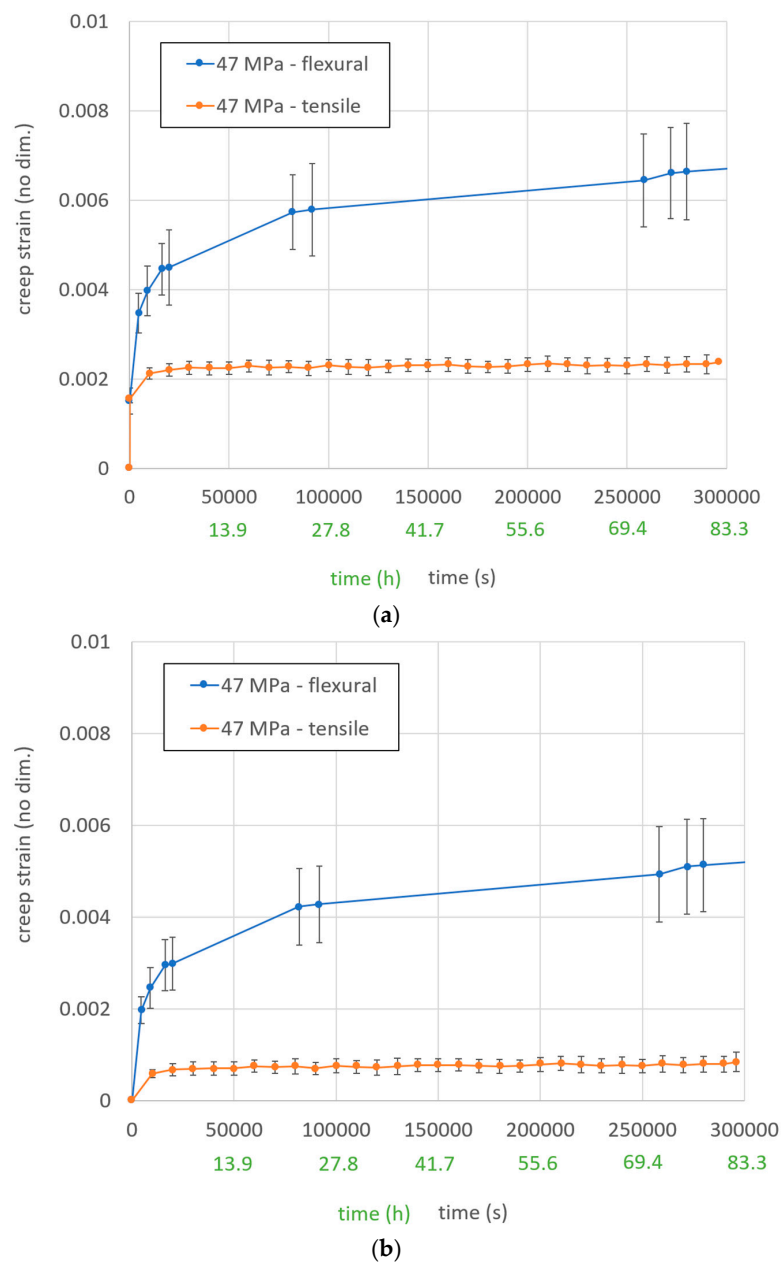 0.01
47 MPa - flexural
47 MPa - tensile
0.008
0.006
0.004
0.002
0
creep strain (no dim.)
0 50000 100000 150000 200000 250000 300000
13.9 27.8 41.7 55.6 69.4 83.3
time (h) time (s)
(a)
0.01
47 MPa - flexural
47 MPa - tensile
0.008
0.006
0.004
0.002
0
creep strain (no dim.)
0 50000 100000 150000 200000 250000 300000
13.9 27.8 41.7 55.6 69.4 83.3
time (h) time (s)
(b)